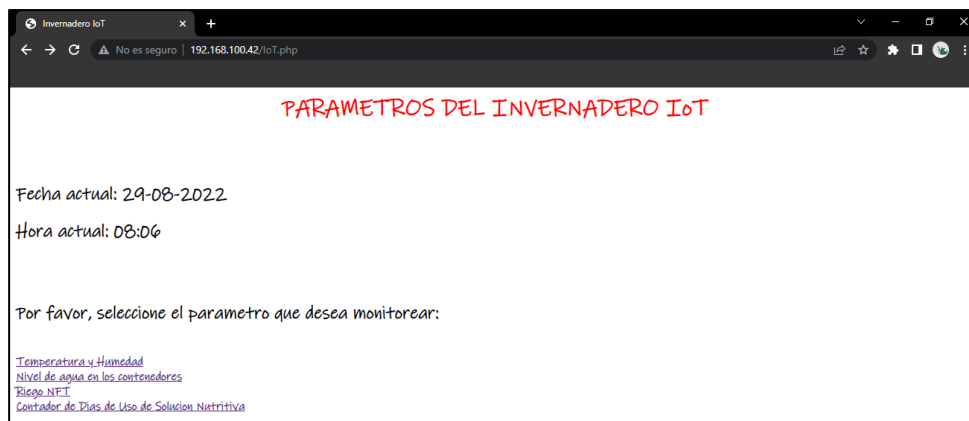 Invernadero IoT
No es seguro | 192.168.100.42/IoT.php
PARAMETROS DEL INVERNADERO IoT
Fecha actual: 29-08-2022
Hora actual: 08:06
Por favor, seleccione el parametro que desea monitorear:
Temperatura y Humedad
Nivel de agua en los contenedores
Riego NFT
Contador de Dias de Uso de Solucion Nutritiva